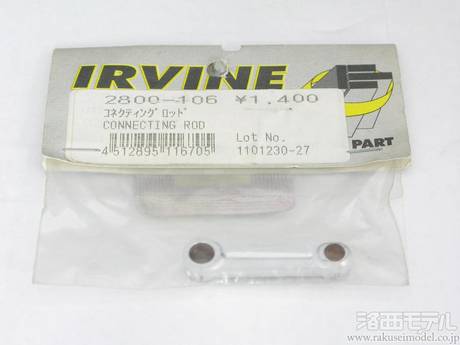 IRVINE
2800-106 ¥1,400
コネクティングロッド
CONNECTING ROD
Lot No.
4 512895 116705 1101230-27
PART
洛西モデル
www.rakuseimodel.co.jp